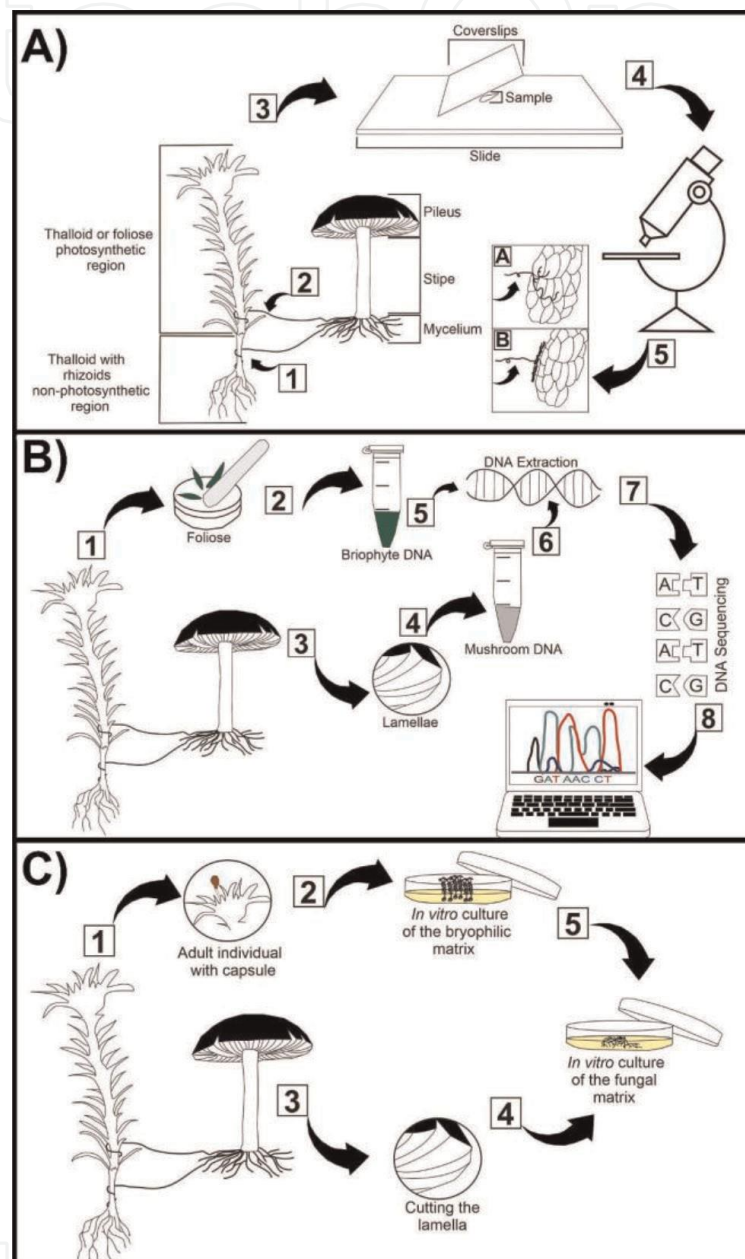 A)
Coverslips
3
4
Sample
Slide
Thalloid or foliose
photosynthetic
region
Pileus
2
Stipe
A
Mycelium
B
Thalloid with
rhizoids
non-photosynthetic
region
1
5
B)
1
Foliose
2
Briophyte DNA
5
DNA Extraction
6
7
3
4
Mushroom DNA
Lamellae
A T
C G
A T
C G
DNA Sequencing
8
GAT AAC CT
C)
1
Adult individual
with capsule
2
In vitro culture
of the bryophilic
matrix
5
In vitro culture
of the fungal
matrix
3
4
Cutting the
lamella